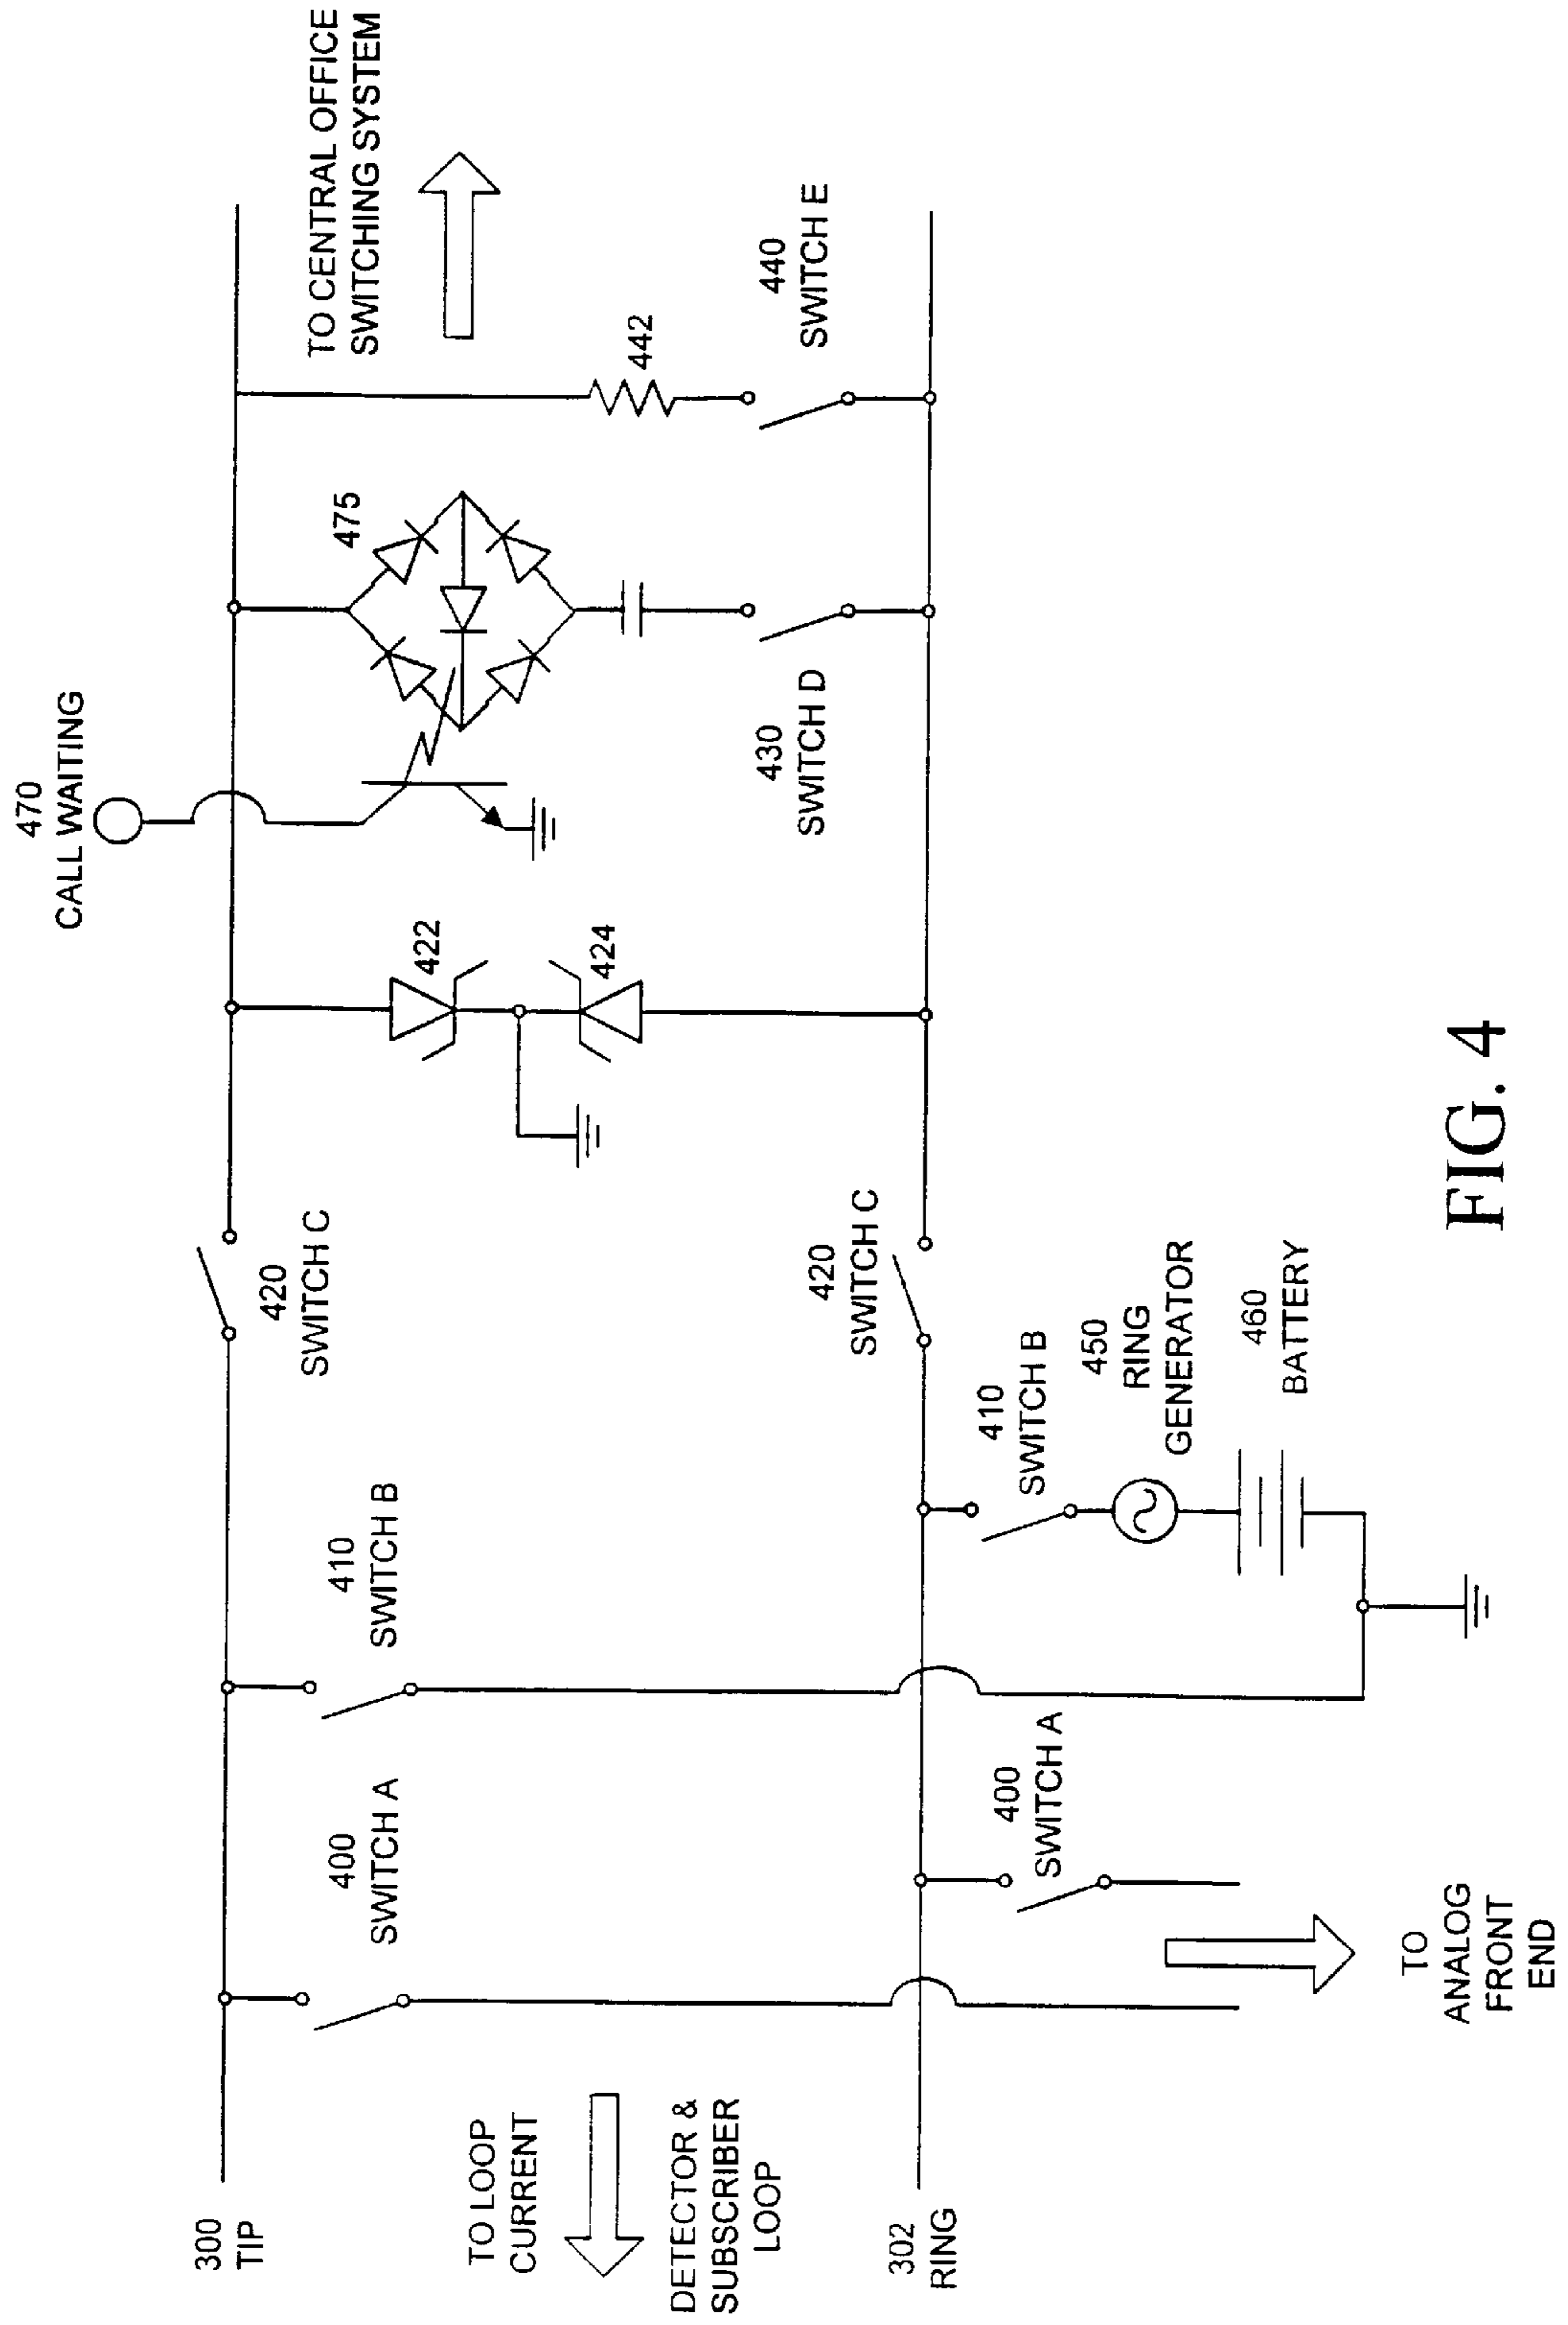 300
TIP
TO LOOP
CURRENT
DETECTOR &
SUBSCRIBER
LOOP
302
RING
400
SWITCH A
410
SWITCH B
420
SWITCH C
400
SWITCH A
TO
ANALOG
FRONT
END
410
SWITCH B
450
RING
GENERATOR
460
BATTERY
420
SWITCH C
422
424
470
CALL WAITING
475
430
SWITCH D
442
440
SWITCH E
TO CENTRAL OFFICE
SWITCHING SYSTEM
FIG. 4